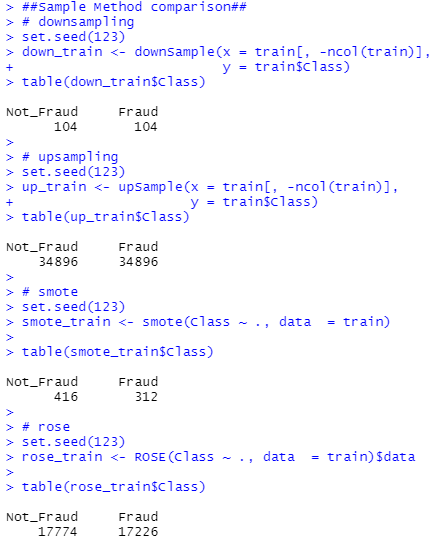 > ##Sample Method comparison##
> # downsampling
> set.seed(123)
> down_train <- downSample(x = train[, -ncol(train)],
+                         y = train$Class)
> table(down_train$Class)

Not_Fraud     Fraud
      104       104
>
> # upsampling
> set.seed(123)
> up_train <- upSample(x = train[, -ncol(train)],
+                     y = train$Class)
> table(up_train$Class)

Not_Fraud     Fraud
    34896     34896
>
> # smote
> set.seed(123)
> smote_train <- smote(Class ~ ., data  = train)
>
> table(smote_train$Class)

Not_Fraud     Fraud
      416       312
>
> # rose
> set.seed(123)
> rose_train <- ROSE(Class ~ ., data  = train)$data
>
> table(rose_train$Class)

Not_Fraud     Fraud
    17774     17226